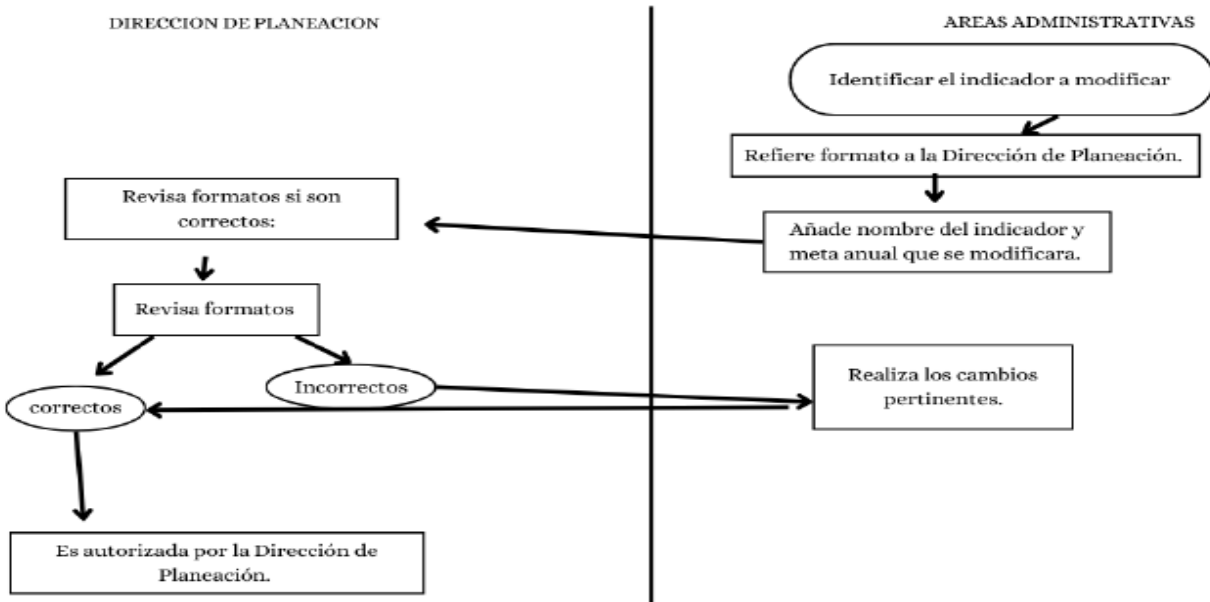 DIRECCION DE PLANEACION
AREAS ADMINISTRATIVAS
Identificar el indicador a modificar
Refiere formato a la Dirección de Planeación.
Revisa formatos si son
correctos:
Añade nombre del indicador y
meta anual que se modificara.
Revisa formatos
Incorrectos
correctos
Realiza los cambios
pertinentes.
Es autorizada por la Dirección de
Planeación.